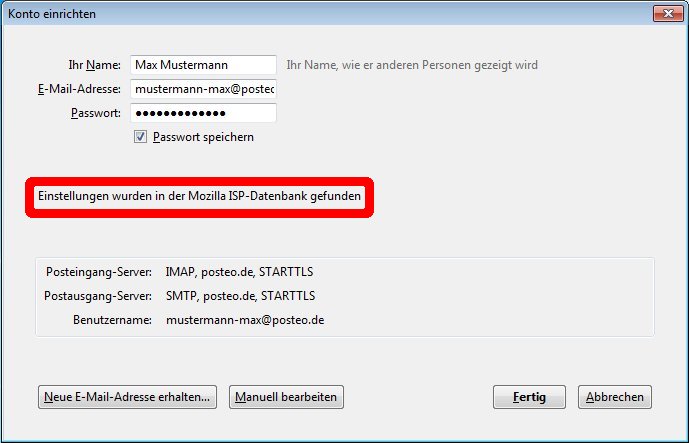 Konto einrichten
Ihr Name: Max Mustermann Ihr Name, wie er anderen Personen gezeigt wird
E-Mail-Adresse: mustermann-max@posteo
Passwort: •••••••••••••
Passwort speichern
Einstellungen wurden in der Mozilla ISP-Datenbank gefunden
Posteingang-Server: IMAP, posteo.de, STARTTLS
Postausgang-Server: SMTP, posteo.de, STARTTLS
Benutzername: mustermann-max@posteo.de
Neue E-Mail-Adresse erhalten... Manuell bearbeiten Fertig Abbrechen